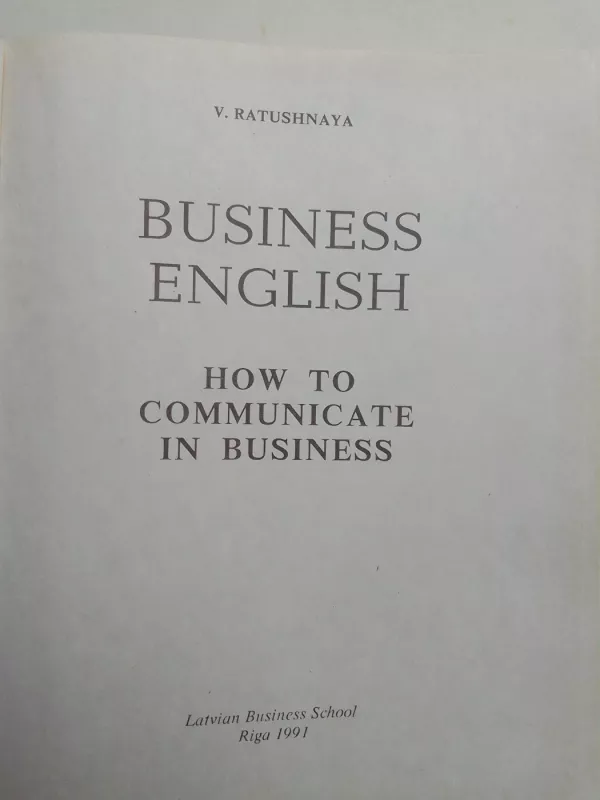 V. RATUSHNAYA
BUSINESS
ENGLISH
HOW TO
COMMUNICATE
IN BUSINESS
Latvian Business School
Riga 1991